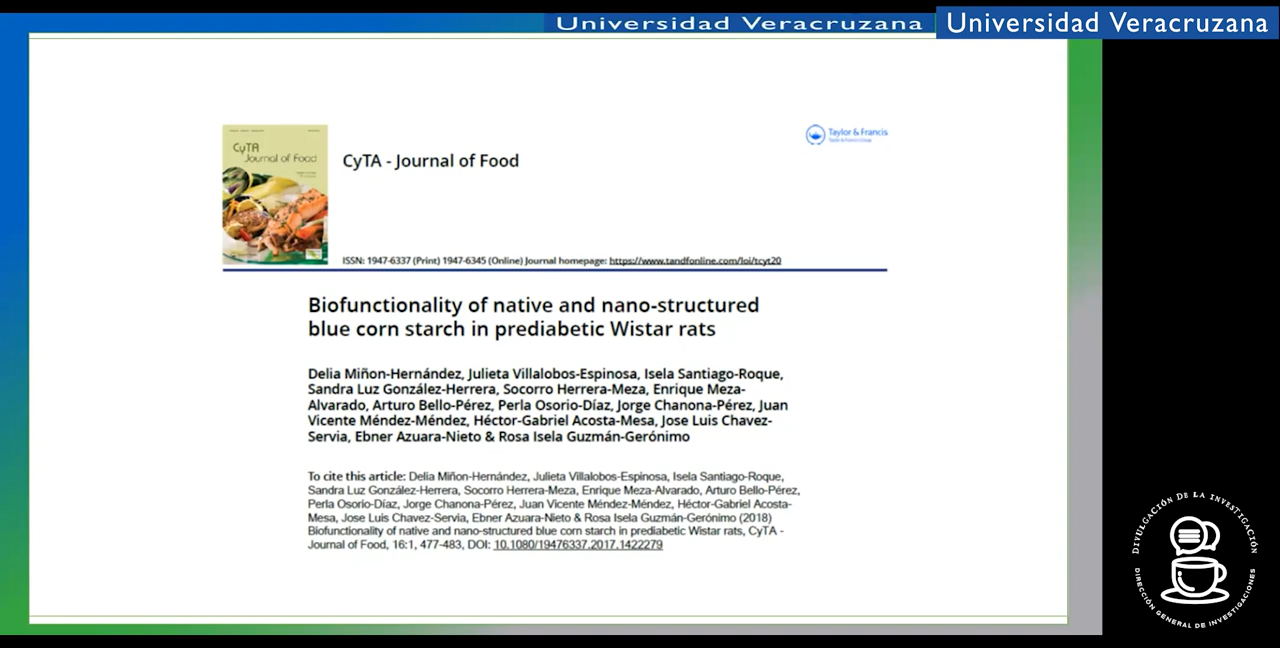 Universidad Veracruzana
Universidad Veracruzana
CyTA
Journal of Food
Taylor & Francis
Taylor & Francis Group
CyTA - Journal of Food
ISSN: 1947-6337 (Print) 1947-6345 (Online) Journal homepage: https://www.tandfonline.com/loi/tcyt20
Biofunctionality of native and nano-structured
blue corn starch in prediabetic Wistar rats
Delia Miñon-Hernández, Julieta Villalobos-Espinosa, Isela Santiago-Roque,
Sandra Luz González-Herrera, Socorro Herrera-Meza, Enrique Meza-
Alvarado, Arturo Bello-Pérez, Perla Osorio-Díaz, Jorge Chanona-Pérez, Juan
Vicente Méndez-Méndez, Héctor-Gabriel Acosta-Mesa, Jose Luis Chavez-
Servia, Ebner Azuara-Nieto & Rosa Isela Guzmán-Gerónimo
To cite this article: Delia Miñon-Hernández, Julieta Villalobos-Espinosa, Isela Santiago-Roque,
Sandra Luz González-Herrera, Socorro Herrera-Meza, Enrique Meza-Alvarado, Arturo Bello-Pérez,
Perla Osorio-Díaz, Jorge Chanona-Pérez, Juan Vicente Méndez-Méndez, Héctor-Gabriel Acosta-
Mesa, Jose Luis Chavez-Servia, Ebner Azuara-Nieto & Rosa Isela Guzmán-Gerónimo (2018)
Biofunctionality of native and nano-structured blue corn starch in prediabetic Wistar rats, CyTA -
Journal of Food, 16:1, 477-483, DOI: 10.1080/19476337.2017.1422279
DIVULGACIÓN DE LA INVESTIGACIÓN
DIRECCIÓN GENERAL DE INVESTIGACIONES